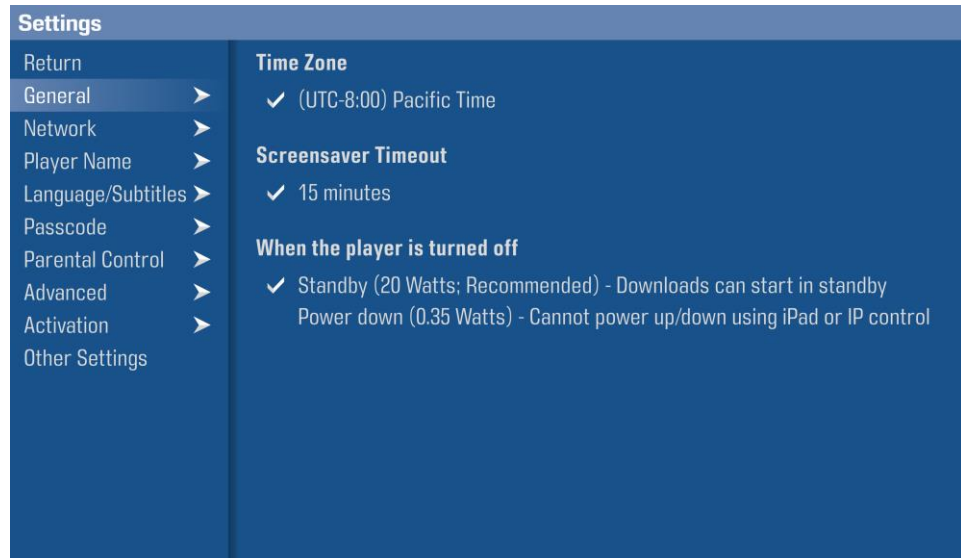 Settings
Return
General
Network
Player Name
Language/Subtitles
Passcode
Parental Control
Advanced
Activation
Other Settings
Time Zone
(UTC-8:00) Pacific Time
Screensaver Timeout
15 minutes
When the player is turned off
Standby (20 Watts; Recommended) - Downloads can start in standby
Power down (0.35 Watts) - Cannot power up/down using iPad or IP control